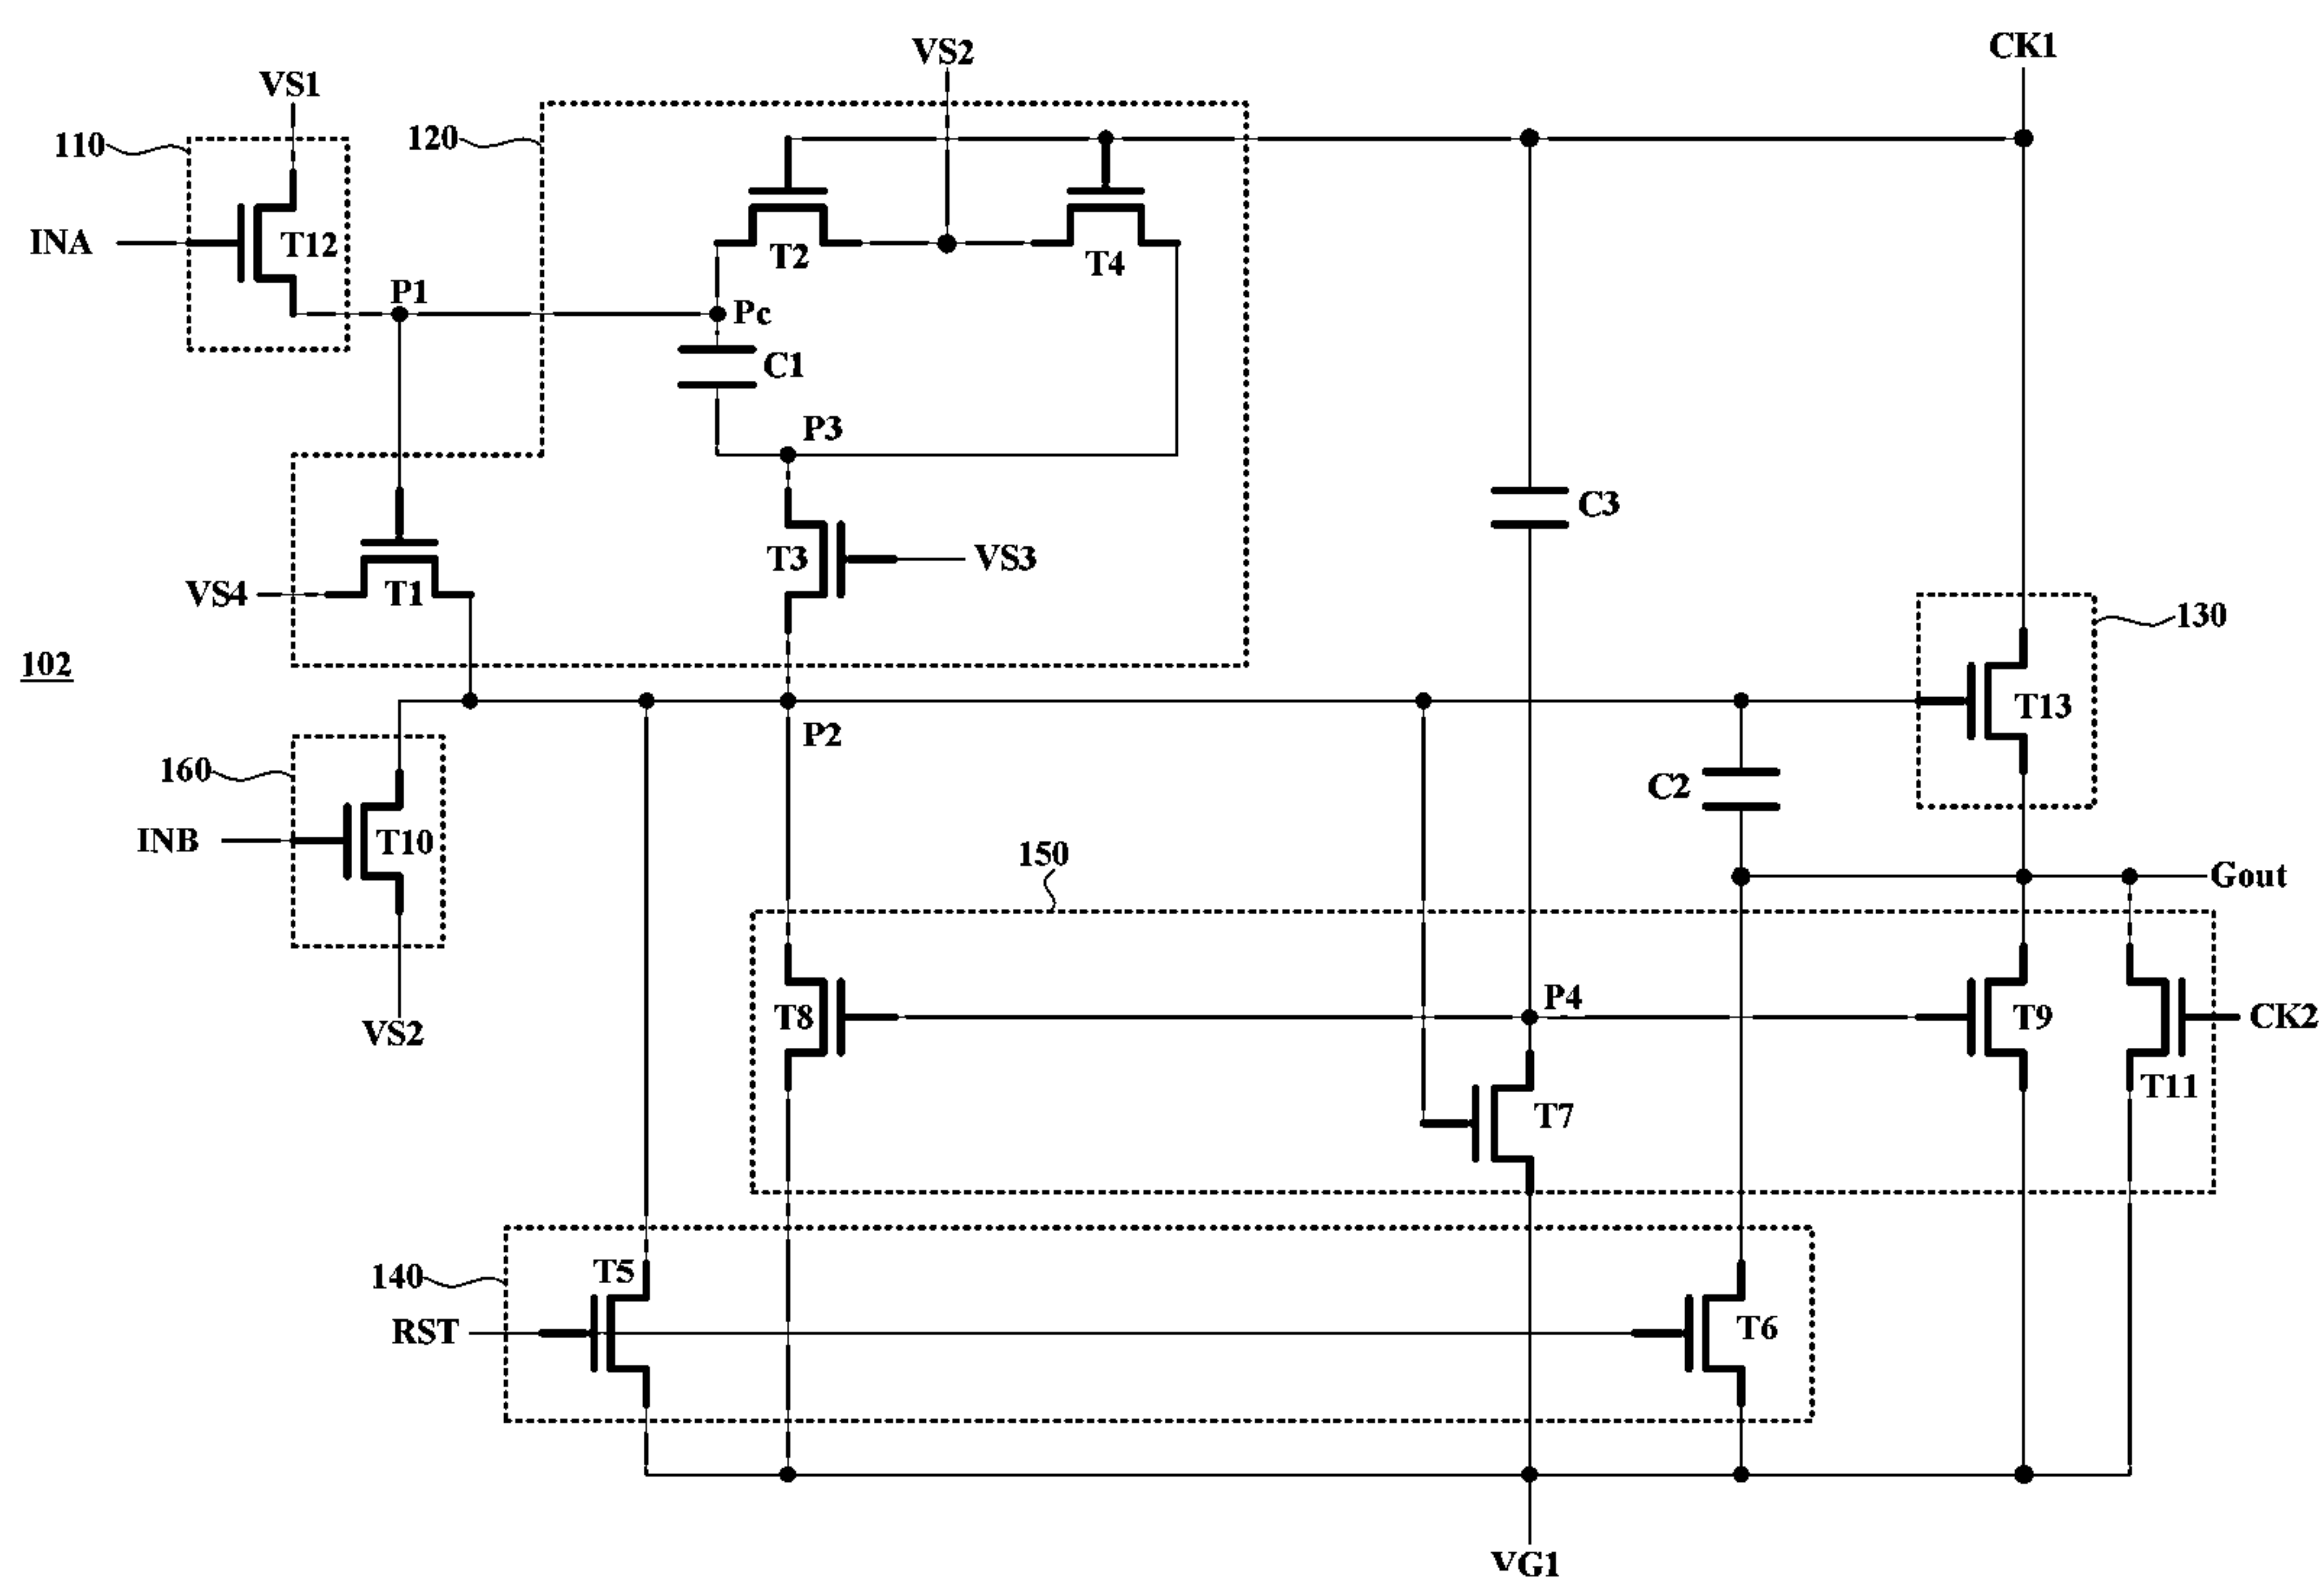 VS2
CK1
VS1
110
120
INA
T12
T2
T4
P1
Pc
C1
P3
C3
T3
VS3
VS4
T1
130
102
T13
P2
160
C2
INB
T10
150
Gout
P4
T8
T9
CK2
VS2
T11
T7
T5
140
RST
T6
VG1